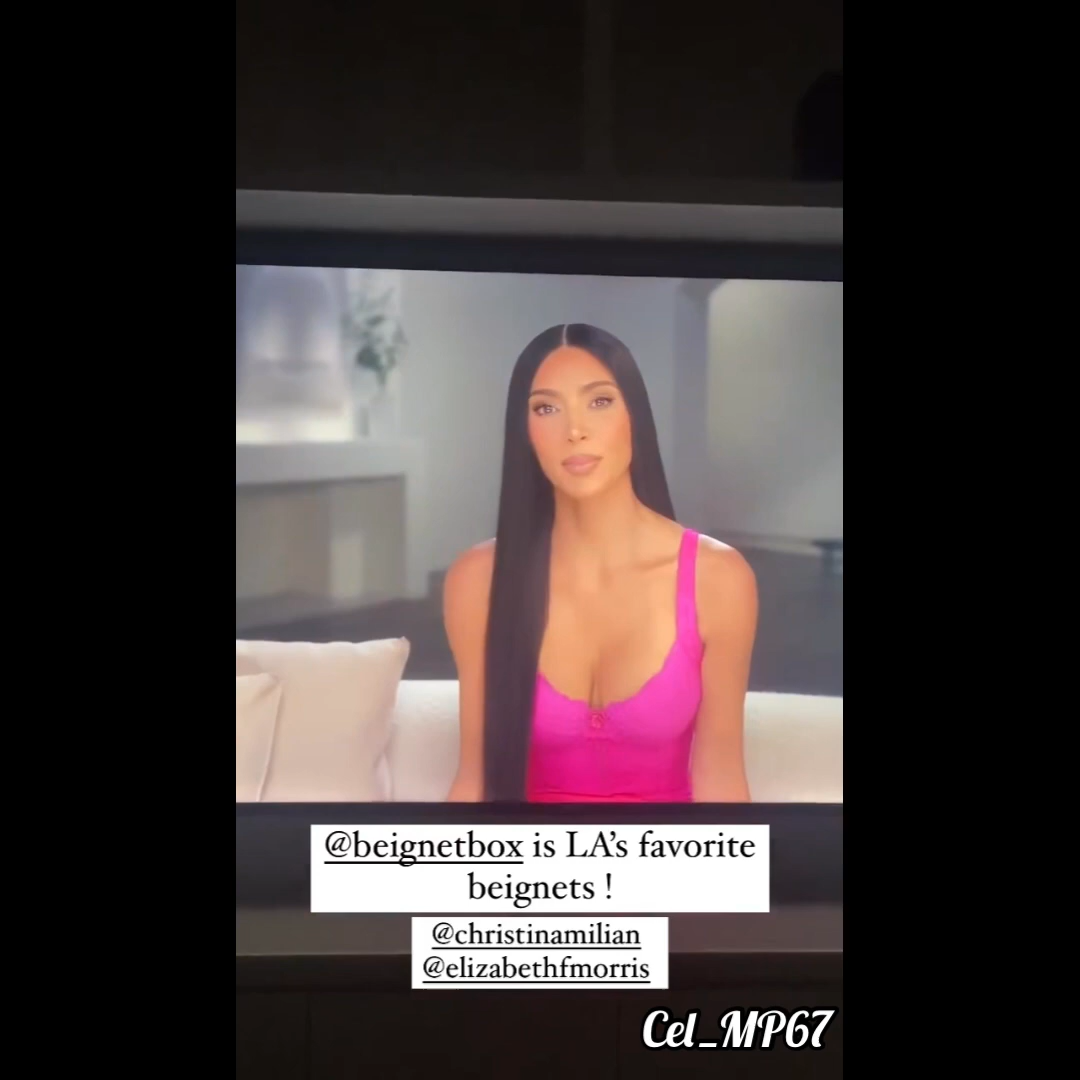 @beignetbox is LA's favorite
beignets !
@christinamilian
@elizabethfmorris
Cel_MP67